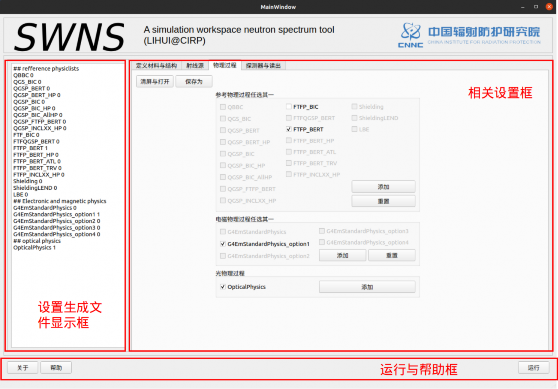 MainWindow
SWNS
A simulation workspace neutron spectrum tool
(LIHUI@CIRP)
CNNC
中国辐射防护研究院
CHINA INSTITUTE FOR RADIATION PROTECTION
## refference physiclists
QBBC 0
QGS_BIC 0
QGSP_BERT 0
QGSP_BERT_HP 0
QGSP_BIC 0
QGSP_BIC_HP 0
QGSP_BIC_AllHP 0
QGSP_FTFP_BERT 0
QGSP_INCLXX_HP 0
FTF_BIC 0
FTFQGSP_BERT 0
FTFP_BERT 1
FTFP_BERT_HP 0
FTFP_BERT_ATL 0
FTFP_BERT_TRV 0
FTFP_INCLXX_HP 0
Shielding 0
ShieldingLEND 0
LBE 0
## Electronic and magnetic physics
G4EmStandardPhysics 0
G4EmStandardPhysics_option1 1
G4EmStandardPhysics_option2 0
G4EmStandardPhysics_option3 0
G4EmStandardPhysics_option4 0
## optical physics
OpticalPhysics 1
设置生成文
件显示框
定义材料与结构 射线源 物理过程 探测器与读出
清屏与打开 保存为
相关设置框
参考物理过程任选其一
QBBC FTFP_BIC Shielding
QGS_BIC FTFQGSP_BERT ShieldingLEND
QGSP_BERT FTFP_BERT LBE
QGSP_BERT_HP FTFP_BERT_HP
QGSP_BIC FTFP_BERT_ATL
QGSP_BIC_HP FTFP_BERT_TRV
QGSP_BIC_AllHP FTFP_INCLXX_HP
QGSP_FTFP_BERT 添加
QGSP_INCLXX_HP 重置
电磁物理过程任选其一
G4EmStandardPhysics G4EmStandardPhysics_option3
G4EmStandardPhysics_option1 G4EmStandardPhysics_option4
G4EmStandardPhysics_option2 添加 重置
光物理过程
OpticalPhysics 添加
关于 帮助 运行与帮助框 运行